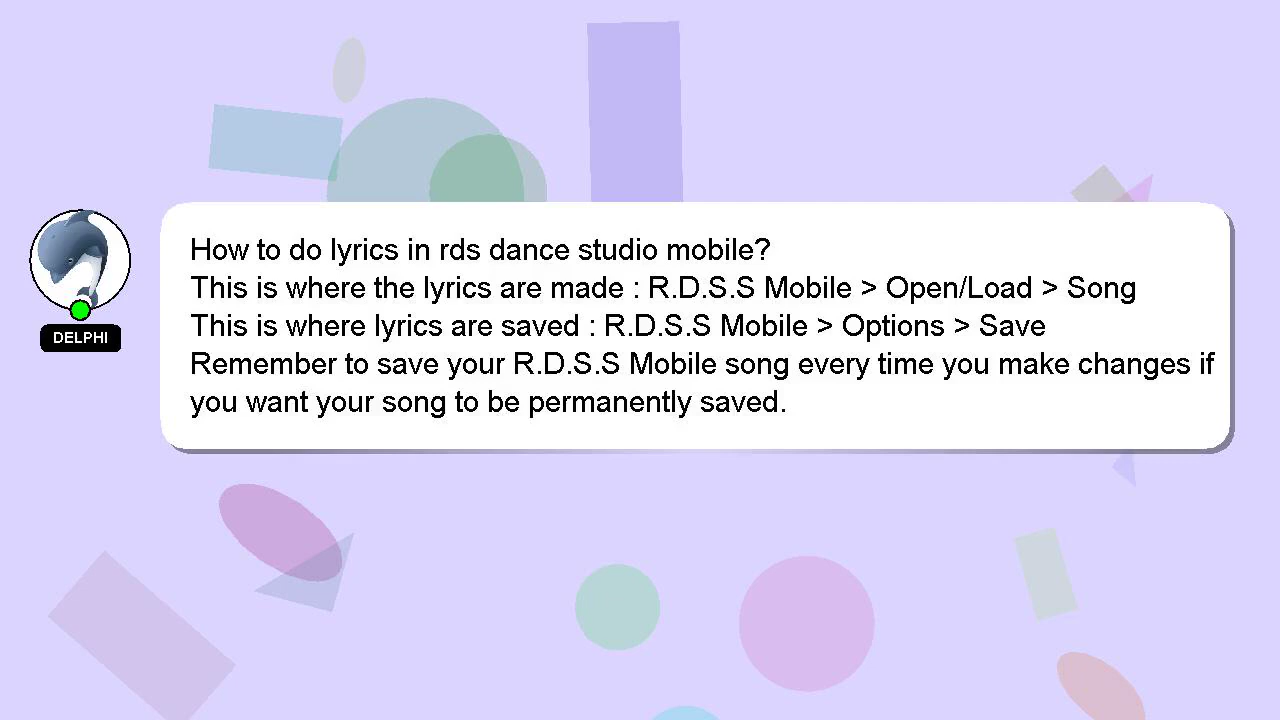 How to do lyrics in rds dance studio mobile?
This is where the lyrics are made : R.D.S.S Mobile > Open/Load > Song
This is where lyrics are saved : R.D.S.S Mobile > Options > Save
Remember to save your R.D.S.S Mobile song every time you make changes if
you want your song to be permanently saved.
DELPHI